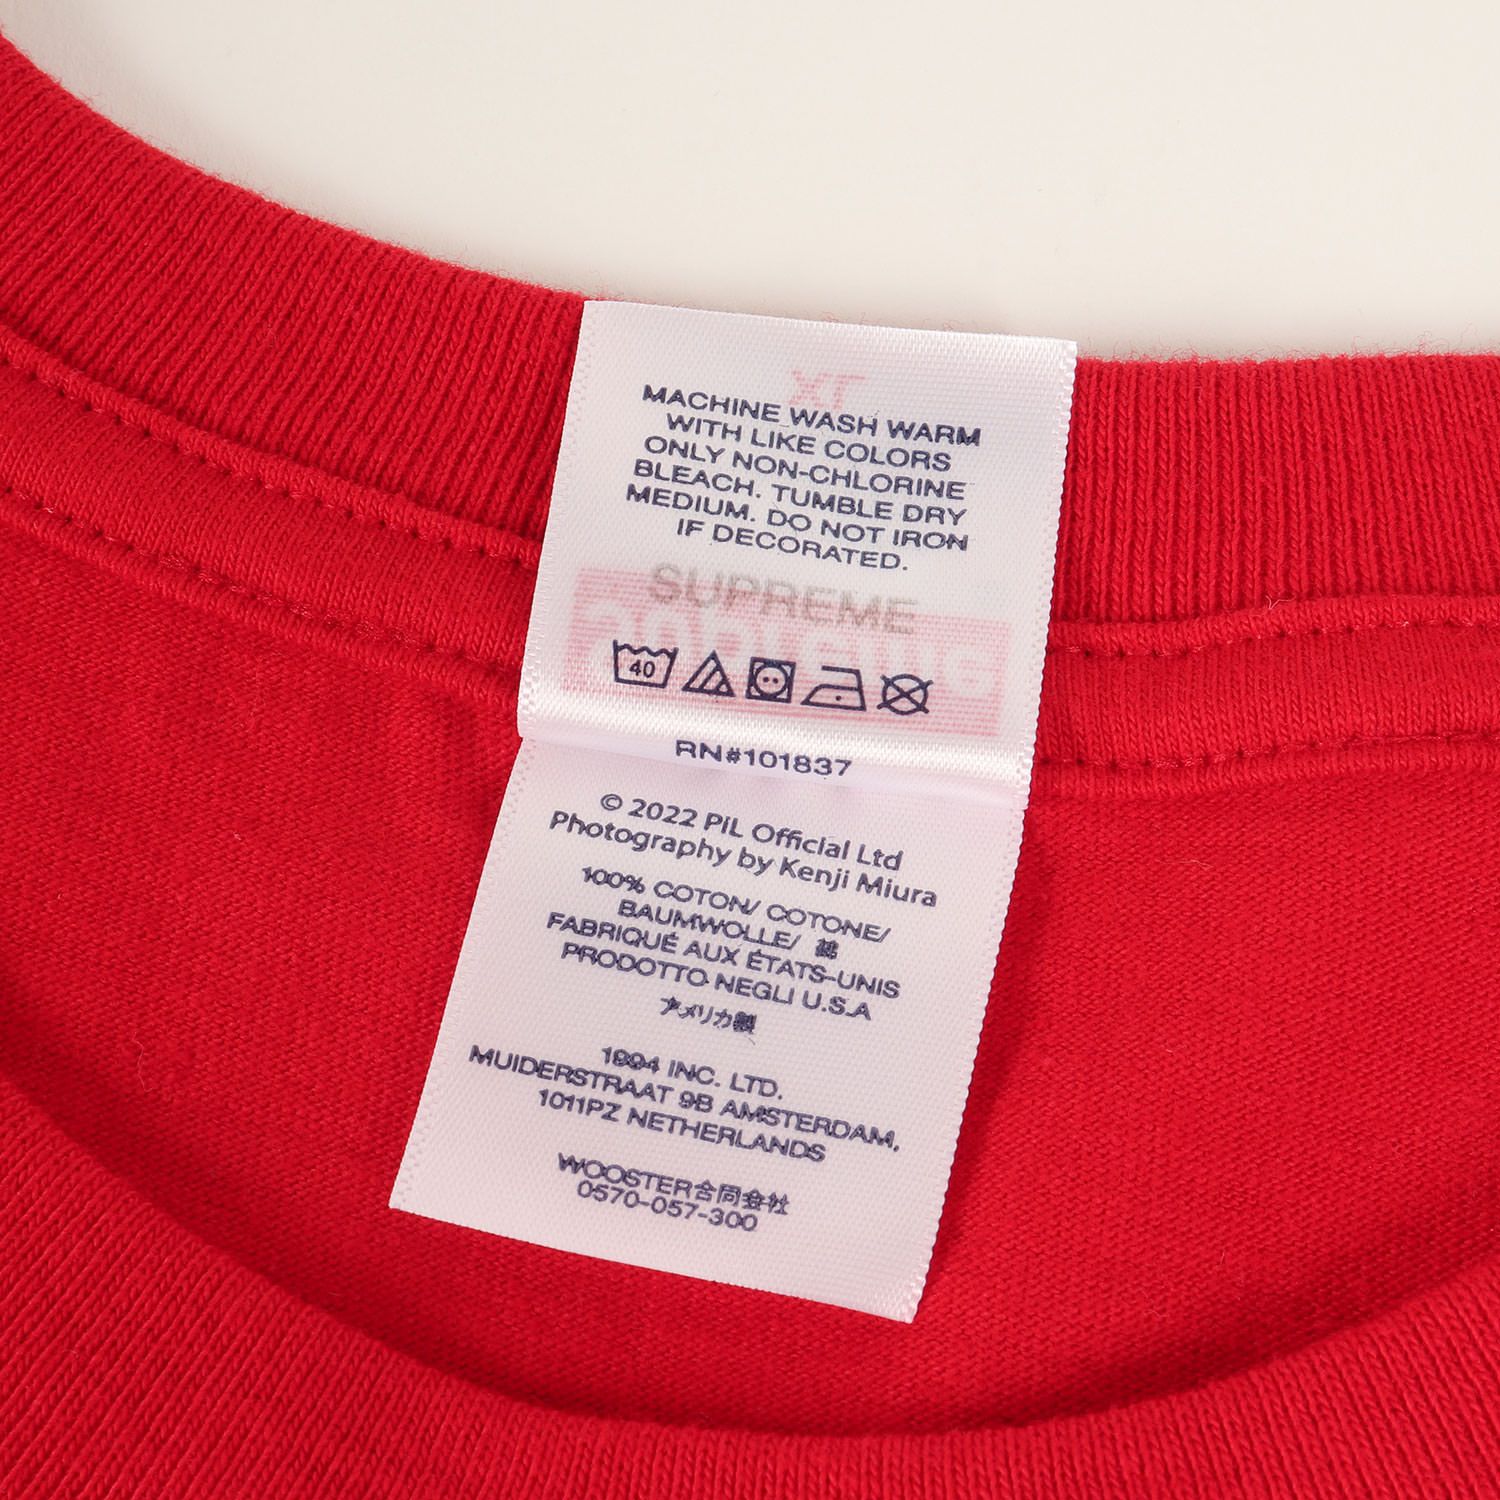 XL
MACHINE WASH WARM
WITH LIKE COLORS
ONLY NON-CHLORINE
BLEACH. TUMBLE DRY
MEDIUM. DO NOT IRON
IF DECORATED.
SUPREME
40
RN#101837
© 2022 PiL Official Ltd
Photography by Kenji Miura
100% COTON/ COTONE/
BAUMWOLLE/ 綿
FABRIQUÉ AUX ÉTATS-UNIS
PRODOTTO NEGLI U.S.A
アメリカ製
1994 INC. LTD.
MUIDERSTRAAT 9B AMSTERDAM,
1011PZ NETHERLANDS
WOOSTER合同会社
0570-057-300